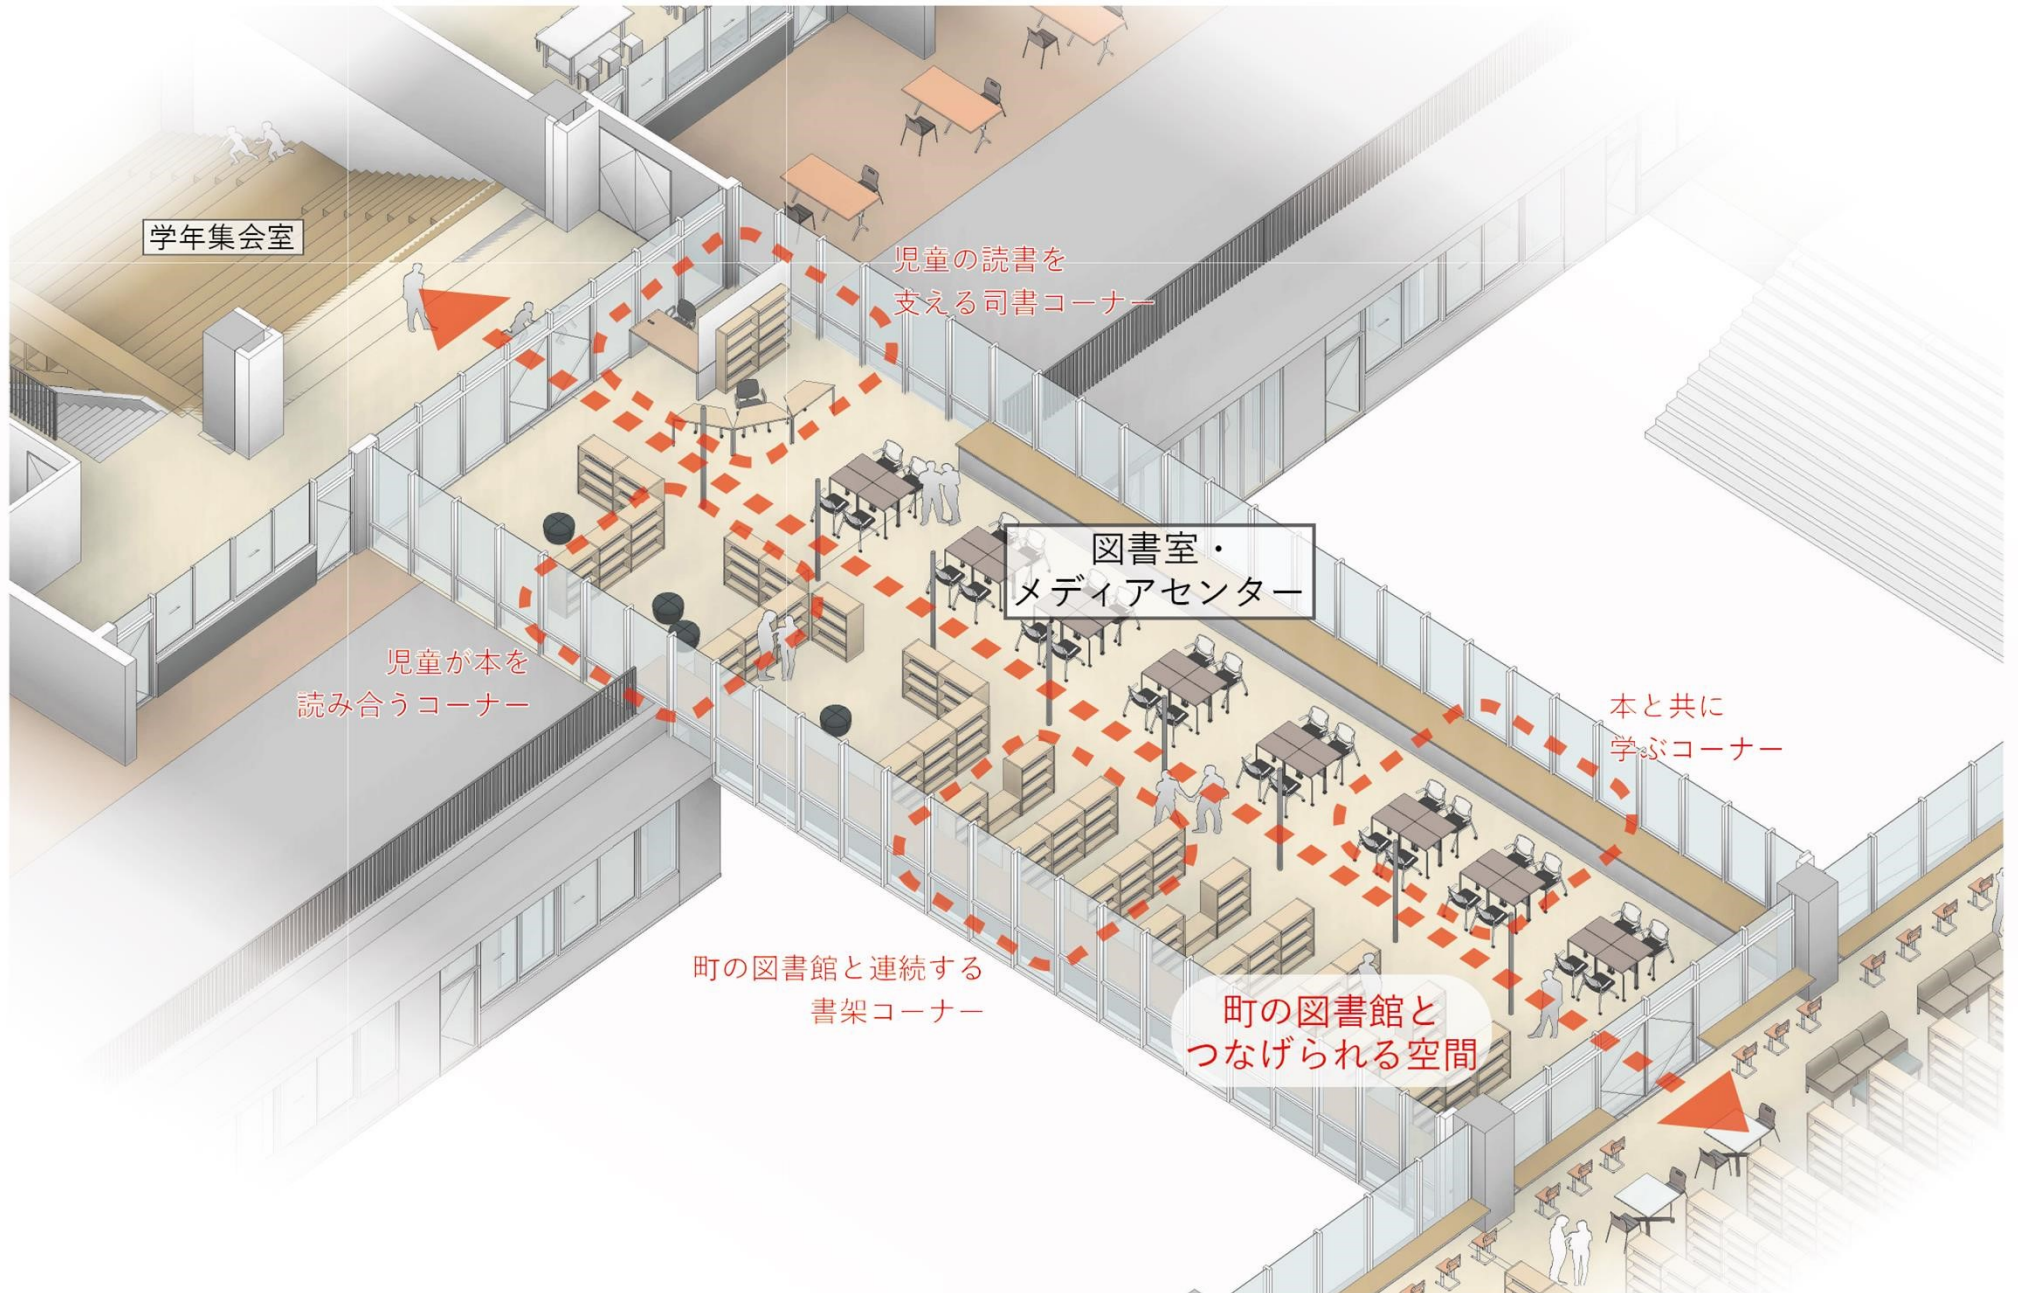 学年集会室
児童の読書を
支える司書コーナー
図書室・
メディアセンター
児童が本を
読み合うコーナー
本と共に
学ぶコーナー
町の図書館と連続する
書架コーナー
町の図書館と
つなげられる空間